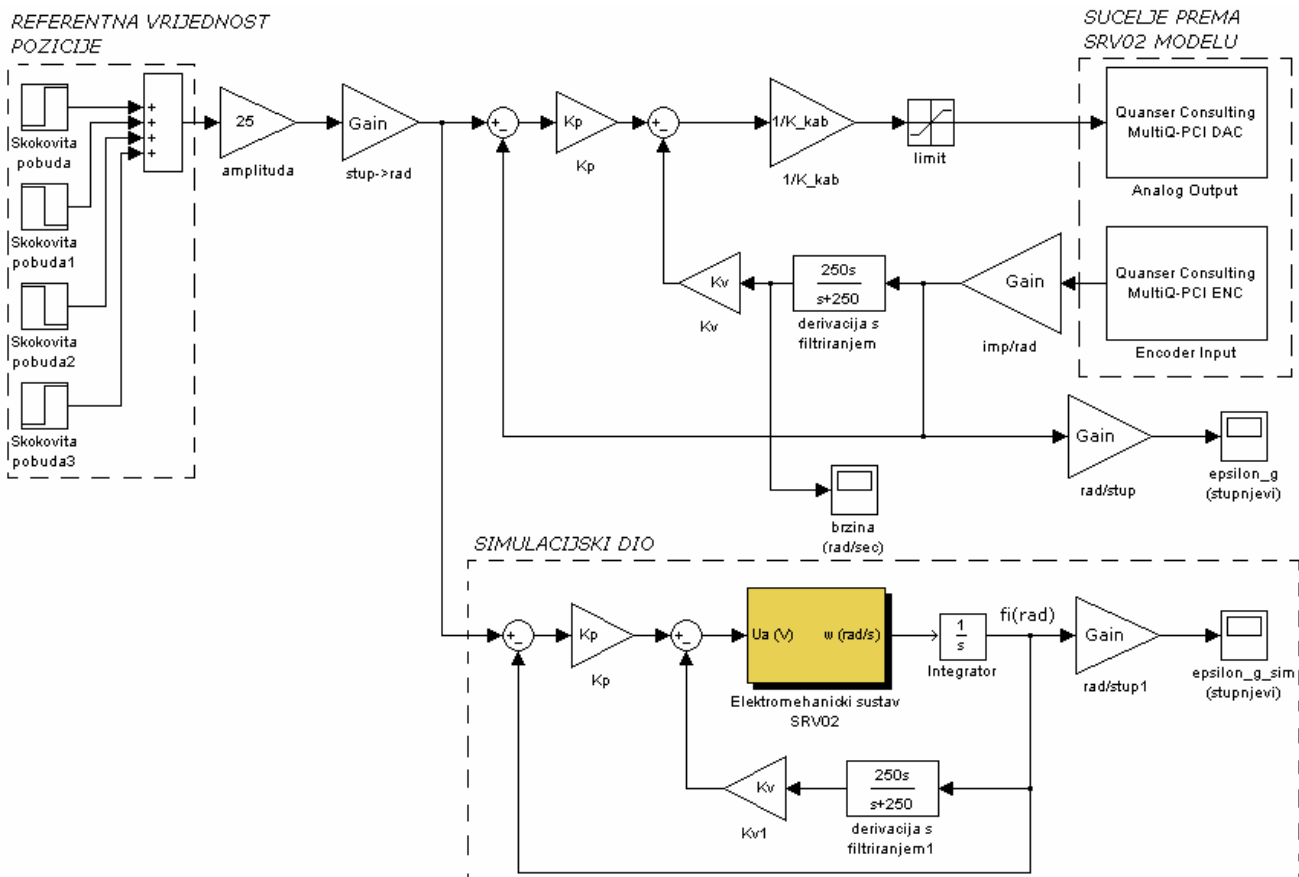 REFERENTNA VRIJEDNOST
POZICIJE
Skokovita
pobuda
Skokovita
pobuda1
Skokovita
pobuda2
Skokovita
pobuda3
+
+
+
+
25
amplituda
Gain
stup->rad
+
−
Kp
Kp
+
−
1/K_kab
1/K_kab
limit
SUCELJE PREMA
SRV02 MODELU
Quanser Consulting
MultiQ-PCI DAC
Analog Output
Quanser Consulting
MultiQ-PCI ENC
Encoder Input
Gain
imp/rad
250s
s+250
derivacija s
filtriranjem
Kv
Kv
Gain
rad/stup
epsilon_g
(stupnjevi)
brzina
(rad/sec)
SIMULACIJSKI DIO
+
−
Kp
Kp
+
−
Ua (V)
w (rad/s)
Elektromehanicki sustav
SRV02
1
s
Integrator
fi(rad)
Gain
rad/stup1
epsilon_g_sim
(stupnjevi)
250s
s+250
derivacija s
filtriranjem1
Kv
Kv1